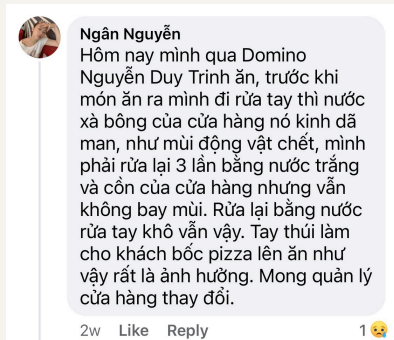 Ngân Nguyễn
Hôm nay mình qua Domino
Nguyễn Duy Trinh ăn, trước khi
món ăn ra mình đi rửa tay thì nước
xà bông của cửa hàng nó kinh dã
man, như mùi động vật chết, mình
phải rửa lại 3 lần bằng nước trắng
và cồn của cửa hàng nhưng vẫn
không bay mùi. Rửa lại bằng nước
rửa tay khô vẫn vậy. Tay thúi làm
cho khách bốc pizza lên ăn như
vậy rất là ảnh hưởng. Mong quản lý
cửa hàng thay đổi.
2w Like Reply 1